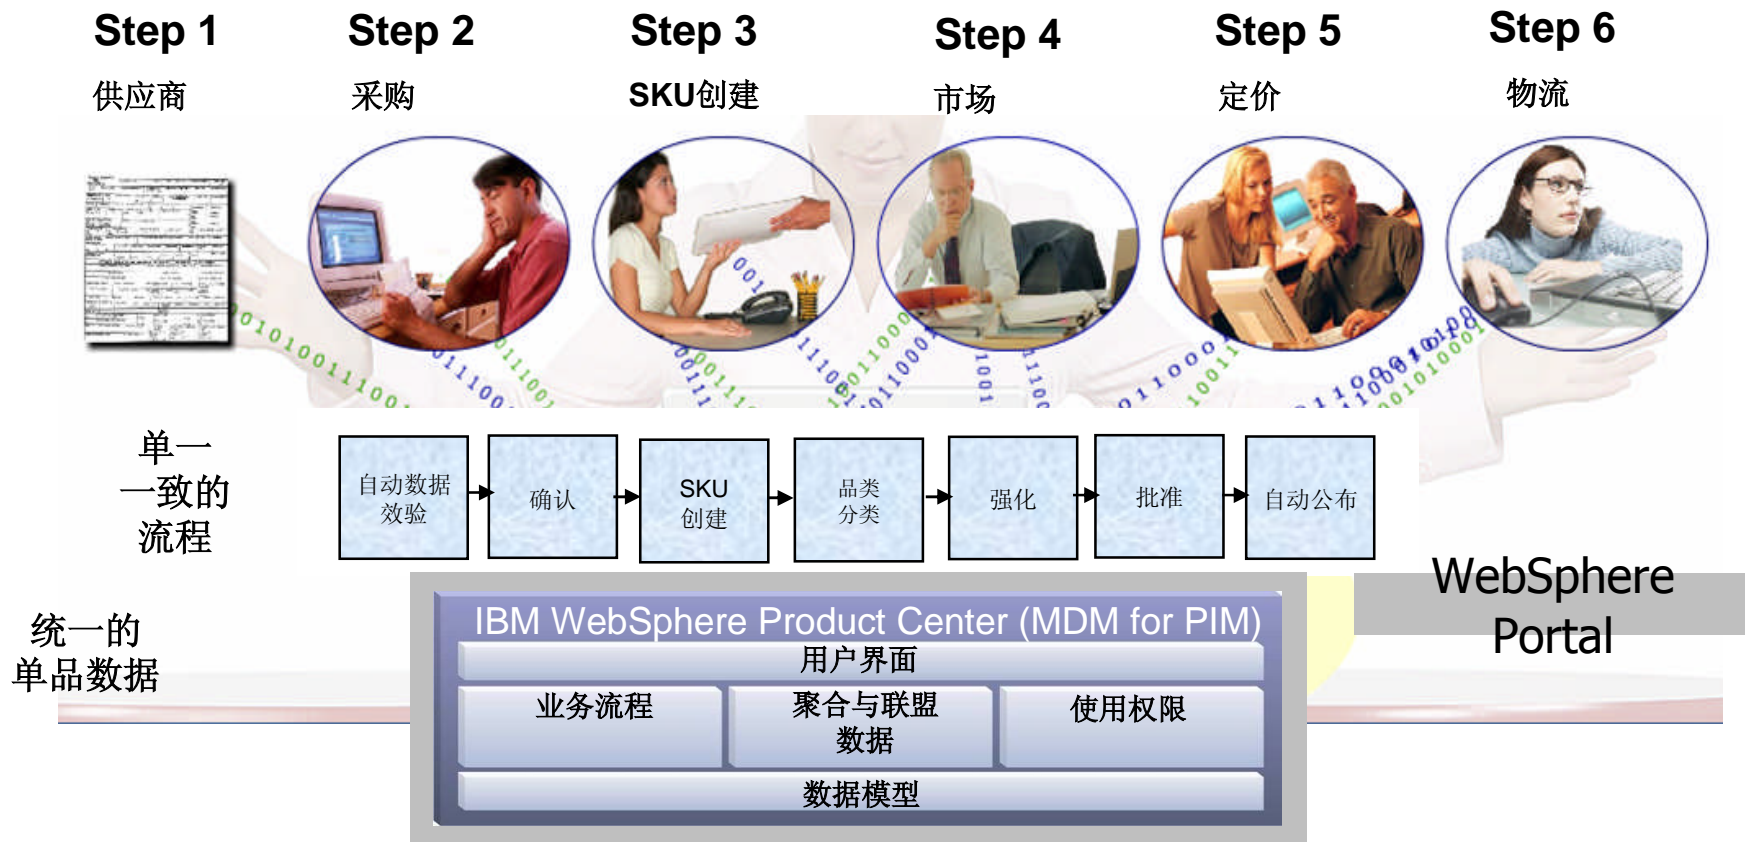 Step 1
Step 2
Step 3
Step 4
Step 5
Step 6
供应商
采购
SKU创建
市场
定价
物流
单一
一致的
流程
自动数据
效验
确认
SKU
创建
品类
分类
强化
批准
自动公布
统一的
单品数据
IBM WebSphere Product Center (MDM for PIM)
用户界面
业务流程
聚合与联盟
数据
使用权限
数据模型
WebSphere
Portal